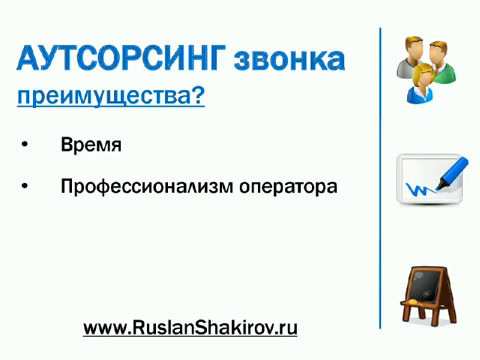 АУТСОРСИНГ звонка
преимущества?
• Время
• Профессионализм оператора
www.RuslanShakirov.ru